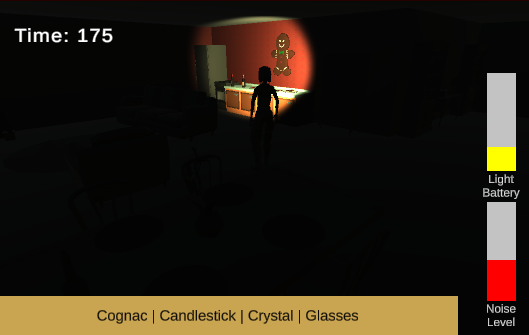 Time: 175
Light
Battery
Noise
Level
Cognac | Candlestick | Crystal | Glasses